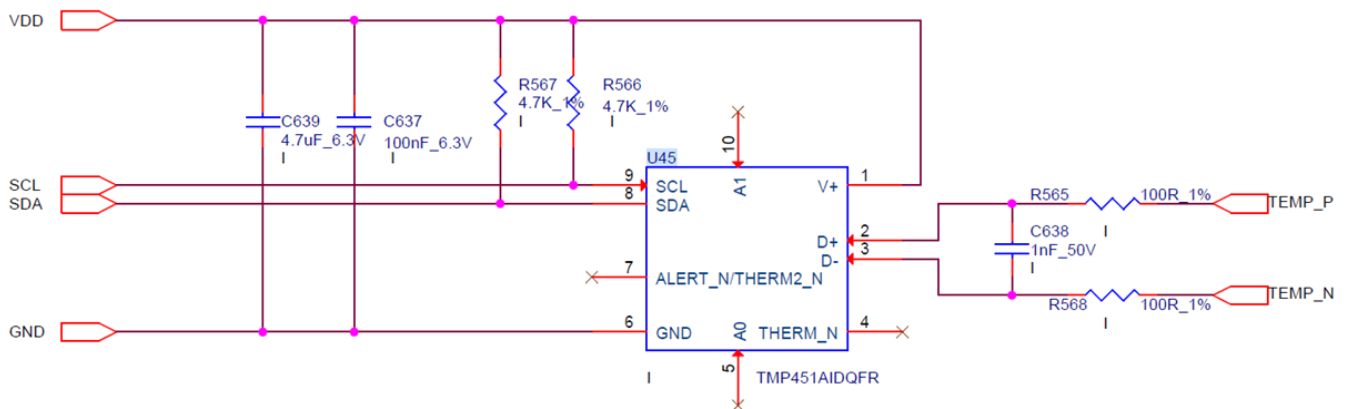 VDD
R567
4.7K_1%
I
R566
4.7K_1%
I
C639
4.7uF_6.3V
I
C637
100nF_6.3V
I
10
U45
SCL
SDA
9
8
SCL
SDA
A1
V+
1
R565
100R_1%
I
TEMP_P
D+
2
D-
3
C638
1nF_50V
I
7
ALERT_N/THERM2_N
R568
100R_1%
I
TEMP_N
GND
6
GND
A0
THERM_N
4
5
I
TMP451AIDQFR